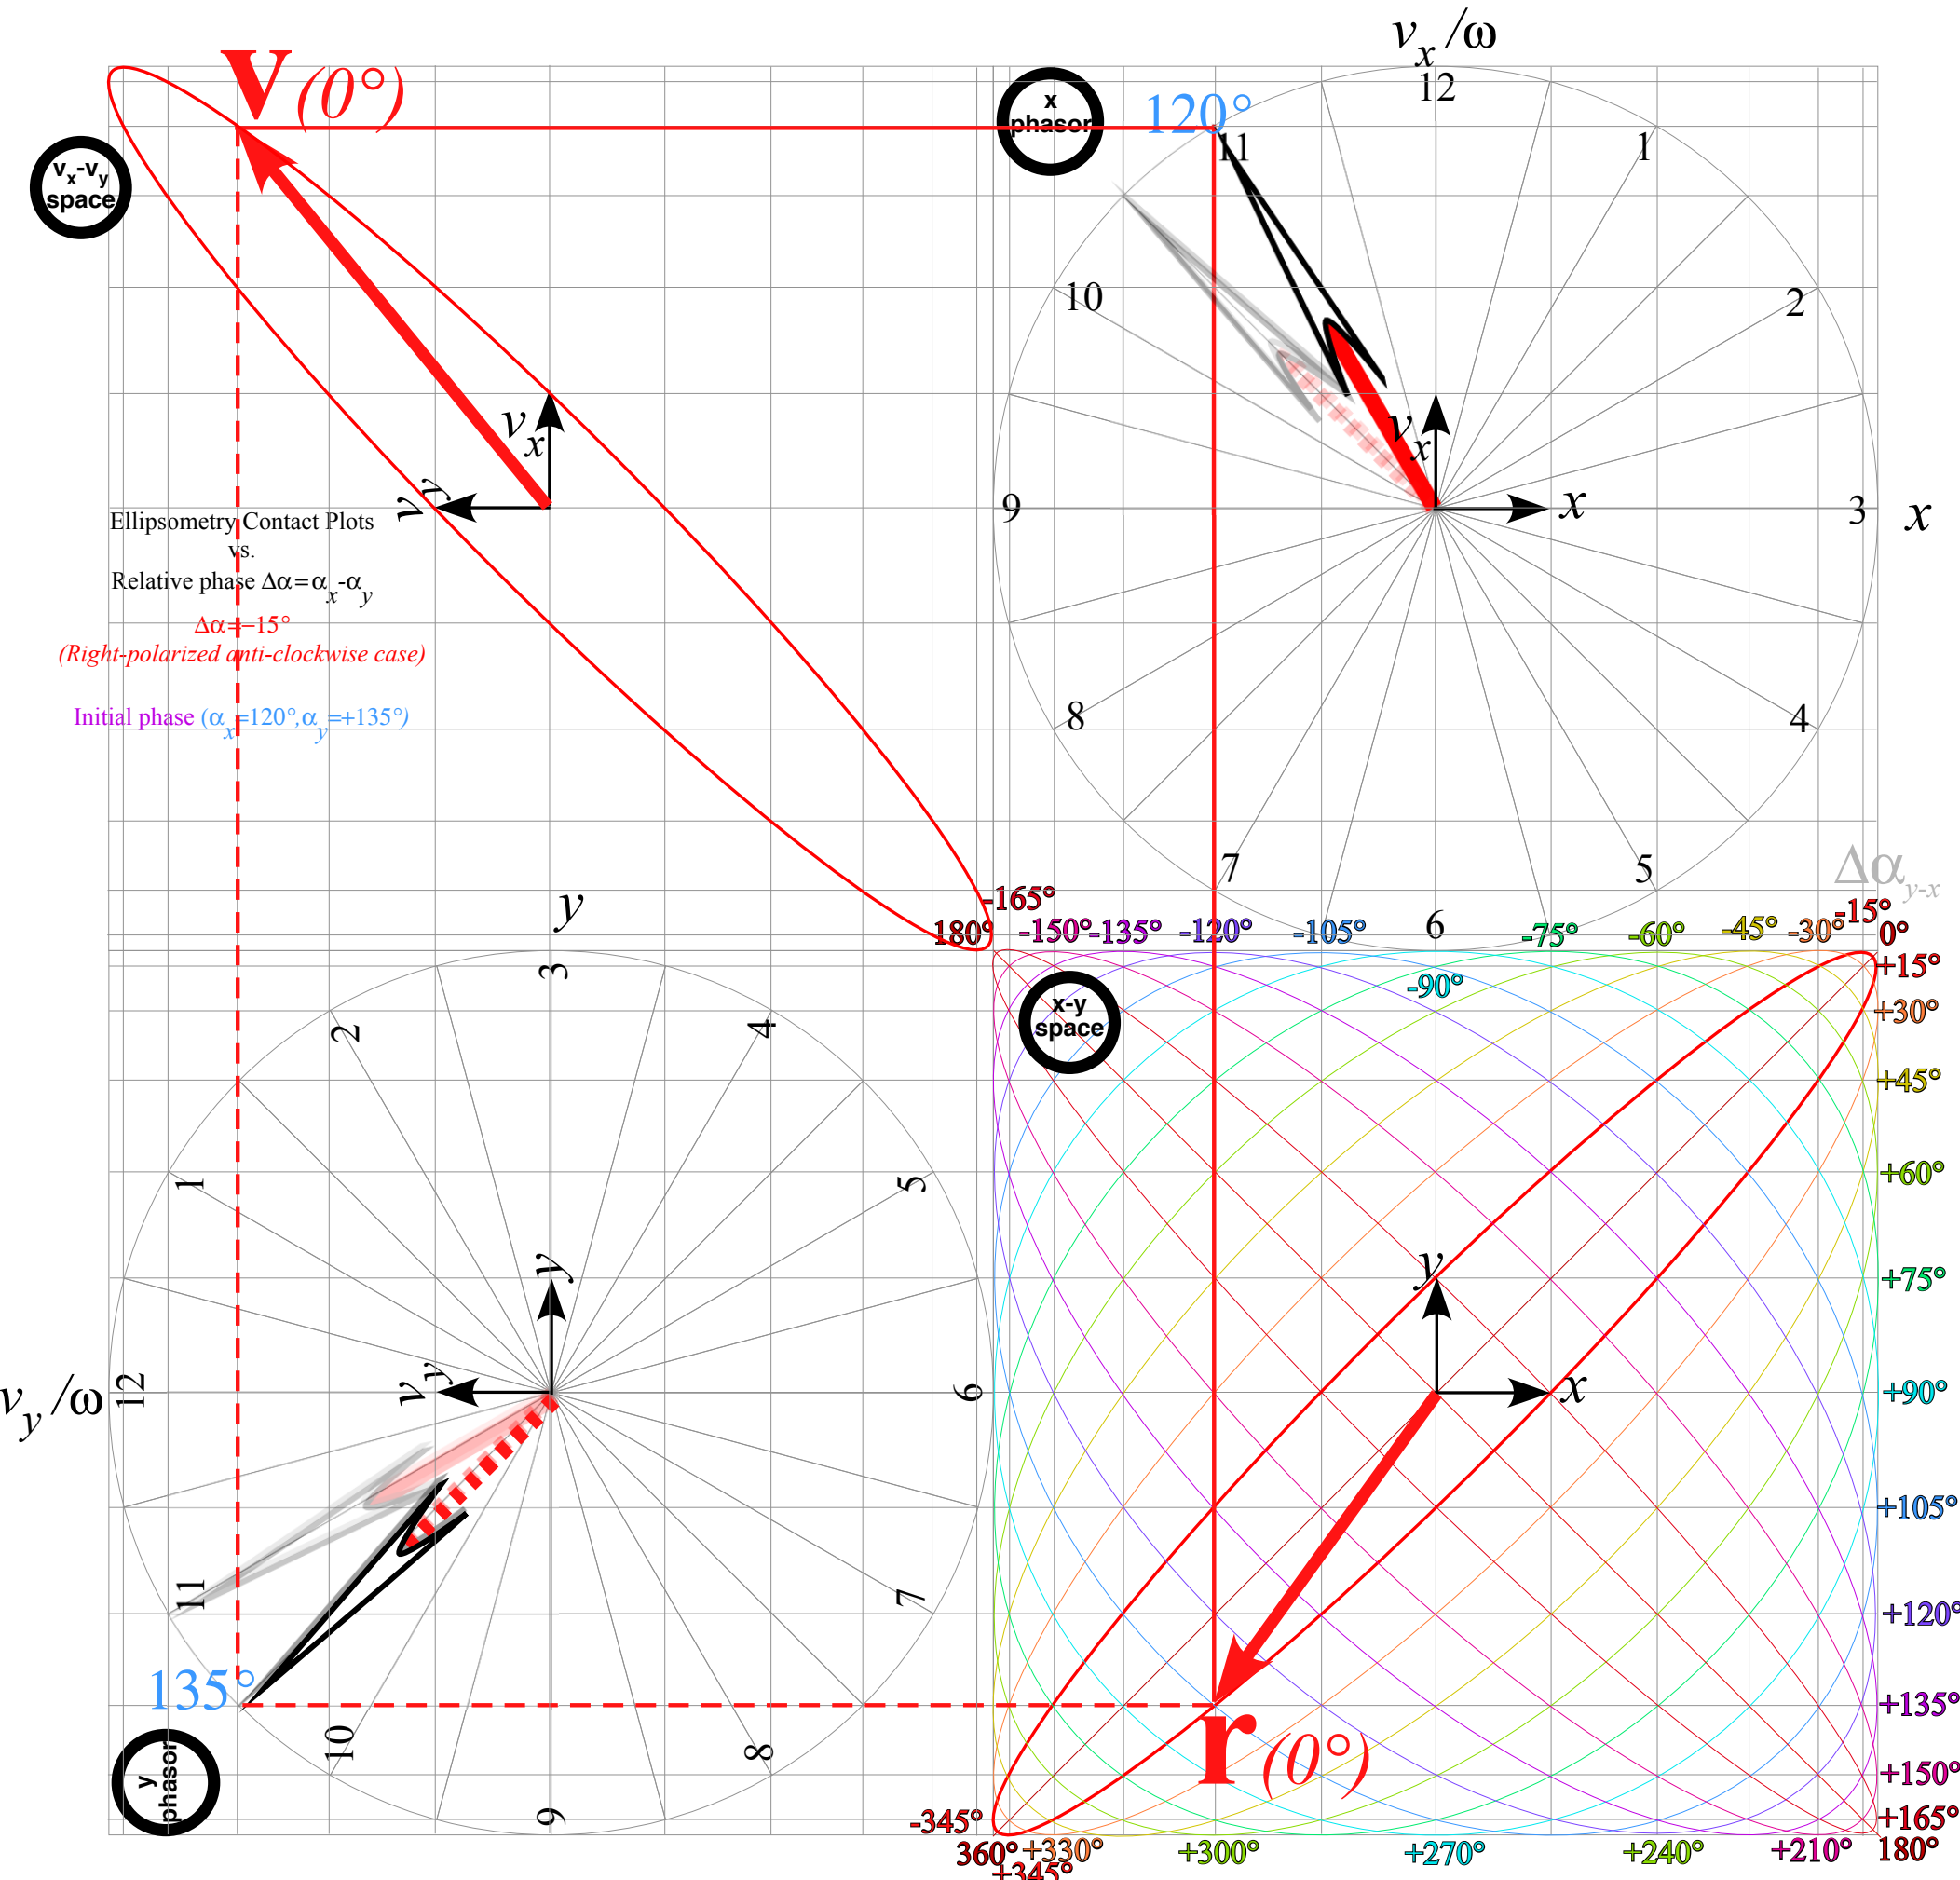 v_x/ω
12
V(0°)
x
phasor
120°
11
1
v_x-v_y
space
10
2
v_x
v_y
v_x
x
9
3
x
Ellipsometry Contact Plots
vs.
Relative phase Δα=α_x-α_y
Δα=−15°
(Right-polarized anti-clockwise case)
Initial phase (α_x=120°,α_y=+135°)
8
4
7
5
6
Δα_y-x
y
-165°
180°
-150°
-135°
-120°
-105°
-75°
-60°
-45°
-30°
-15°
0°
-90°
x-y
space
+15°
+30°
+45°
+60°
+75°
+90°
+105°
+120°
+135°
+150°
+165°
180°
3
2
4
1
5
y
v_y
v_y/ω
12
6
y
x
11
7
135°
10
8
9
y
phasor
r(0°)
-345°
360°
+345°
+330°
+300°
+270°
+240°
+210°